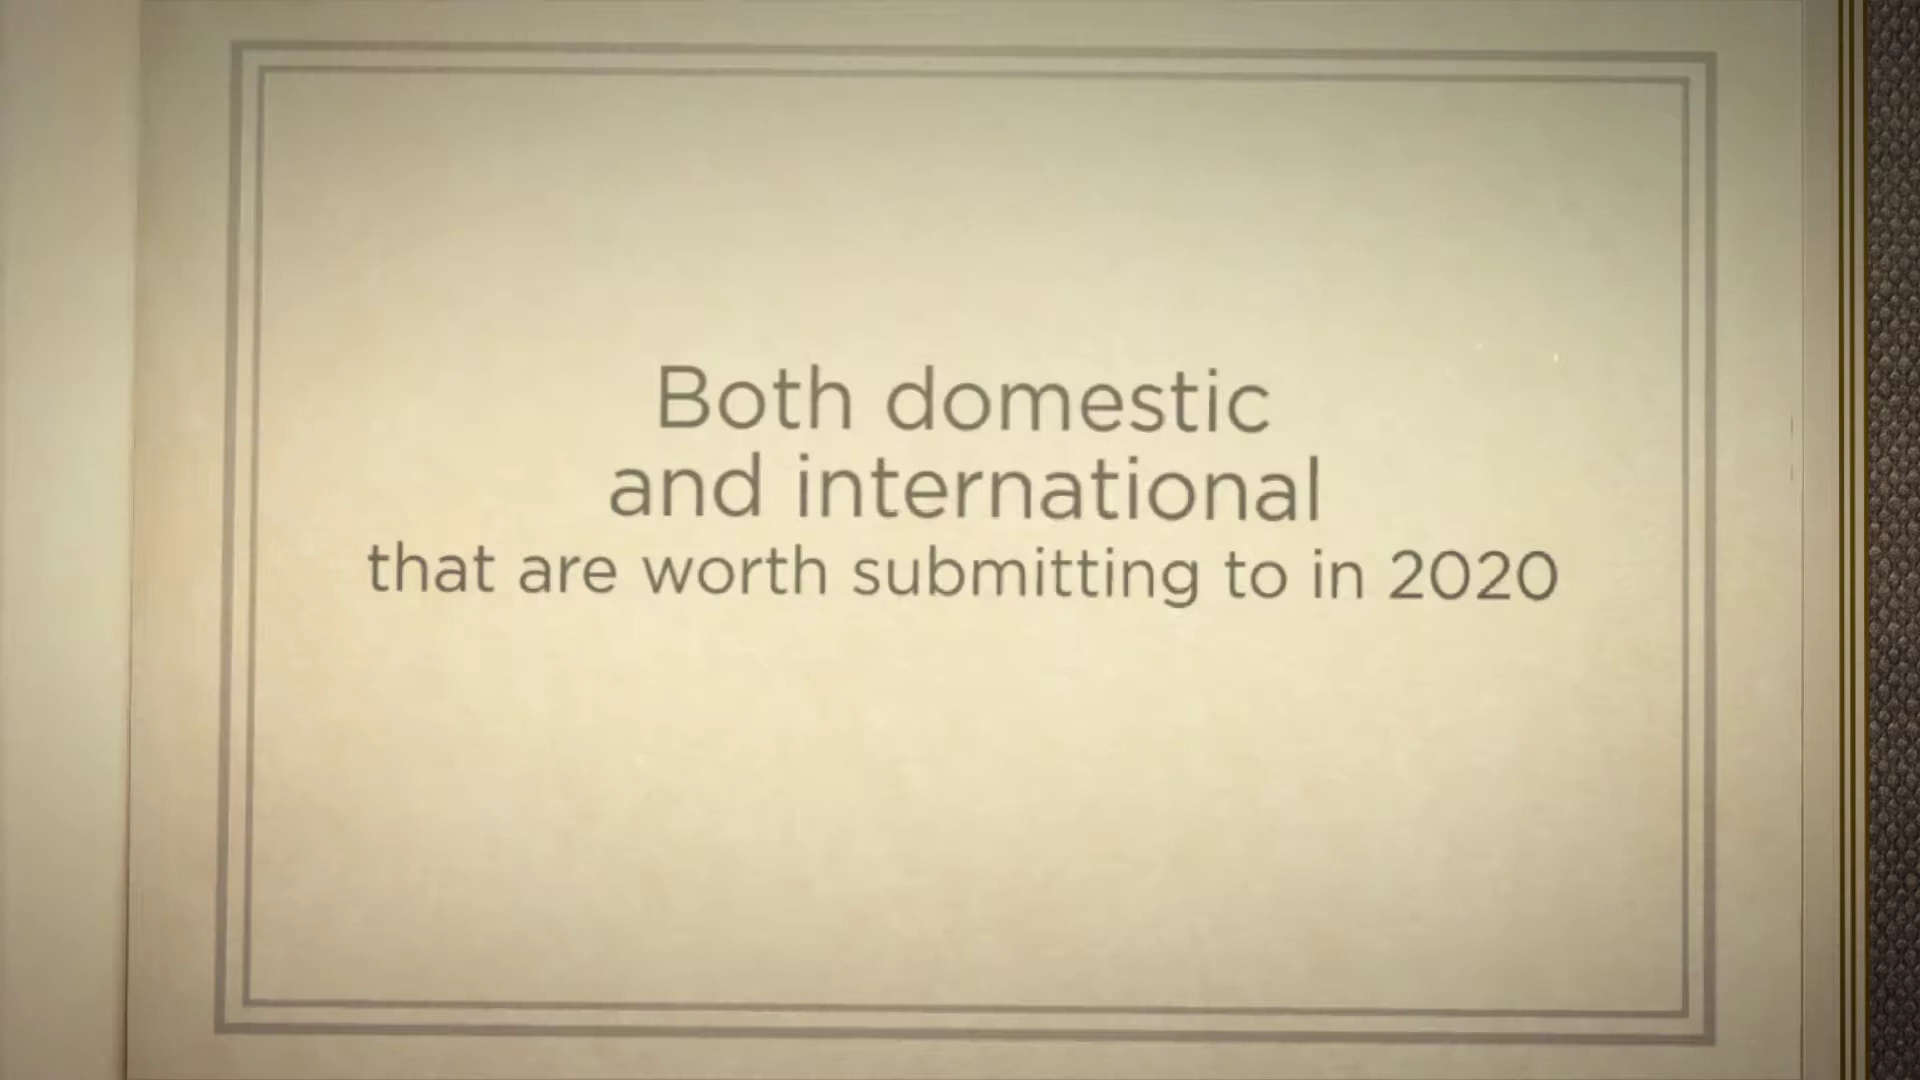 Both domestic
and international
that are worth submitting to in 2020